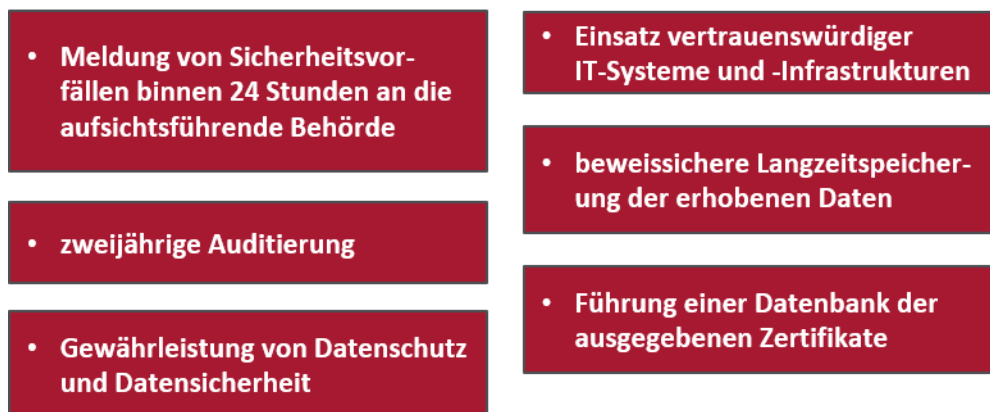 • Meldung von Sicherheitsvor-
fällen binnen 24 Stunden an die
aufsichtsführende Behörde
• zweijährige Auditierung
• Gewährleistung von Datenschutz
und Datensicherheit
• Einsatz vertrauenswürdiger
IT-Systeme und -Infrastrukturen
• beweissichere Langzeitspeicher-
ung der erhobenen Daten
• Führung einer Datenbank der
ausgegebenen Zertifikate